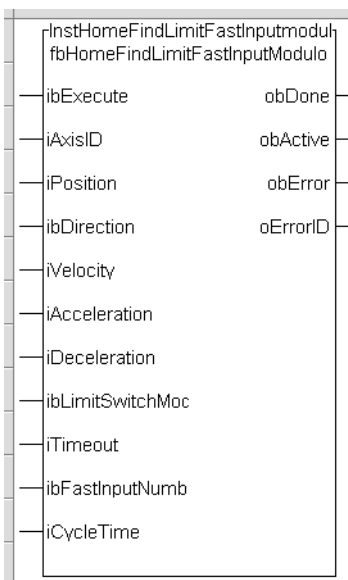 InstHomeFindLimitFastInputmodul
fbHomeFindLimitFastInputModulo
ibExecute obDone
iAxisID obActive
iPosition obError
ibDirection oErrorID
iVelocity
iAcceleration
iDeceleration
ibLimitSwitchMoc
iTimeout
ibFastInputNumb
iCycleTime